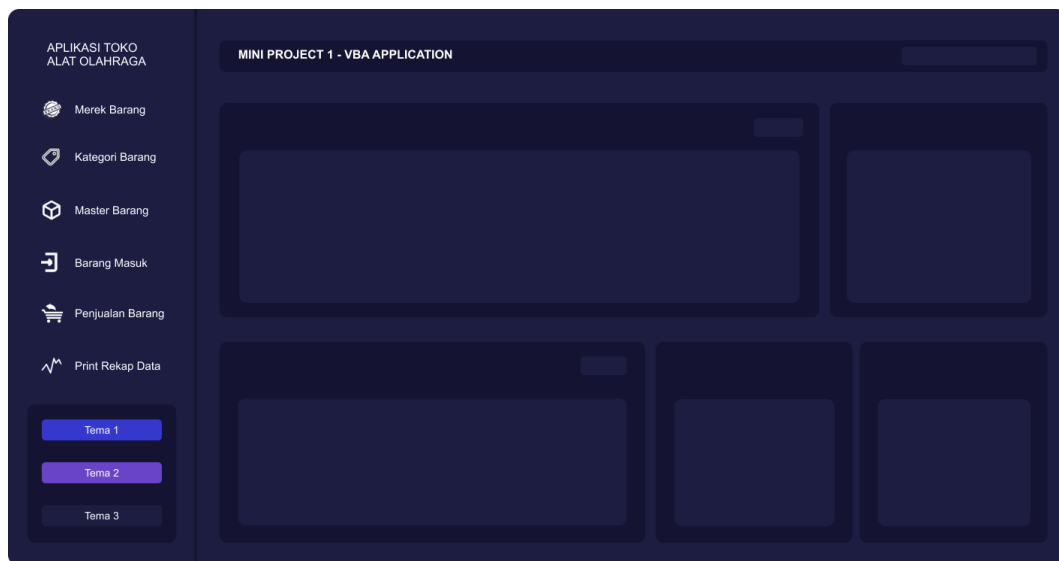 APLIKASI TOKO
ALAT OLAHRAGA
MINI PROJECT 1 - VBA APPLICATION
Merek Barang
Kategori Barang
Master Barang
Barang Masuk
Penjualan Barang
Print Rekap Data
Tema 1
Tema 2
Tema 3